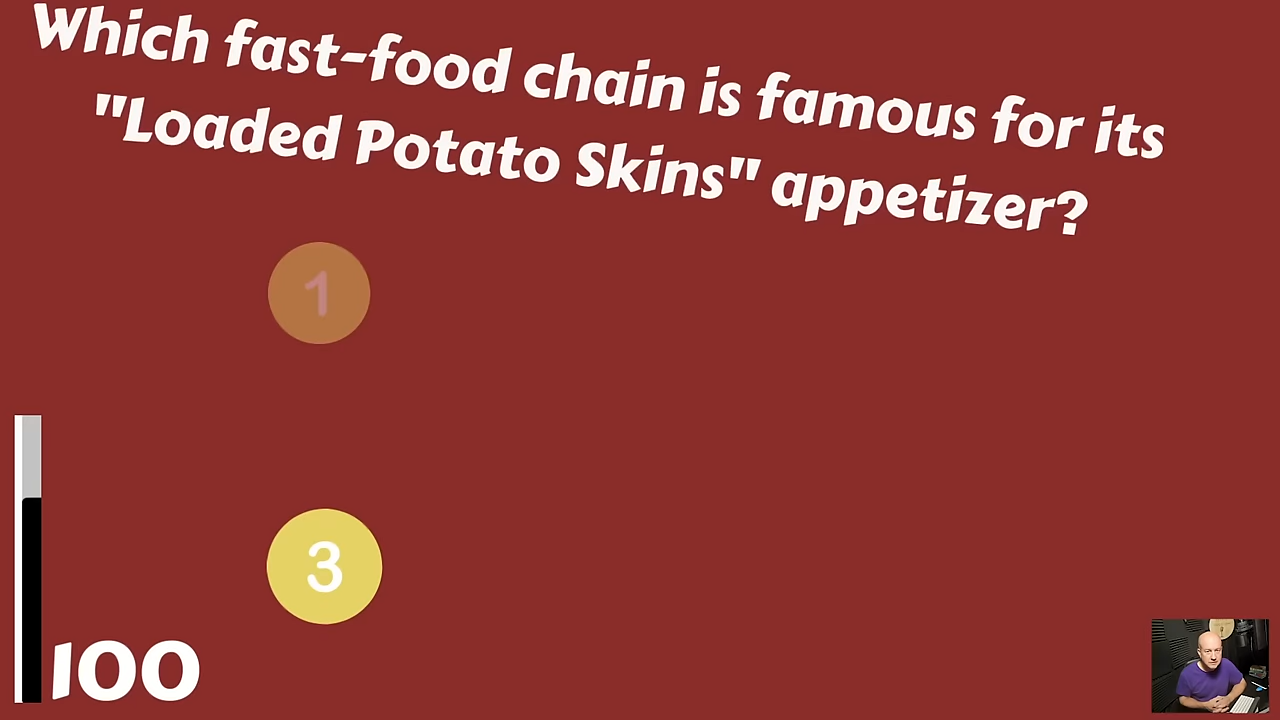 Which fast-food chain is famous for its
"Loaded Potato Skins" appetizer?
1
3
100